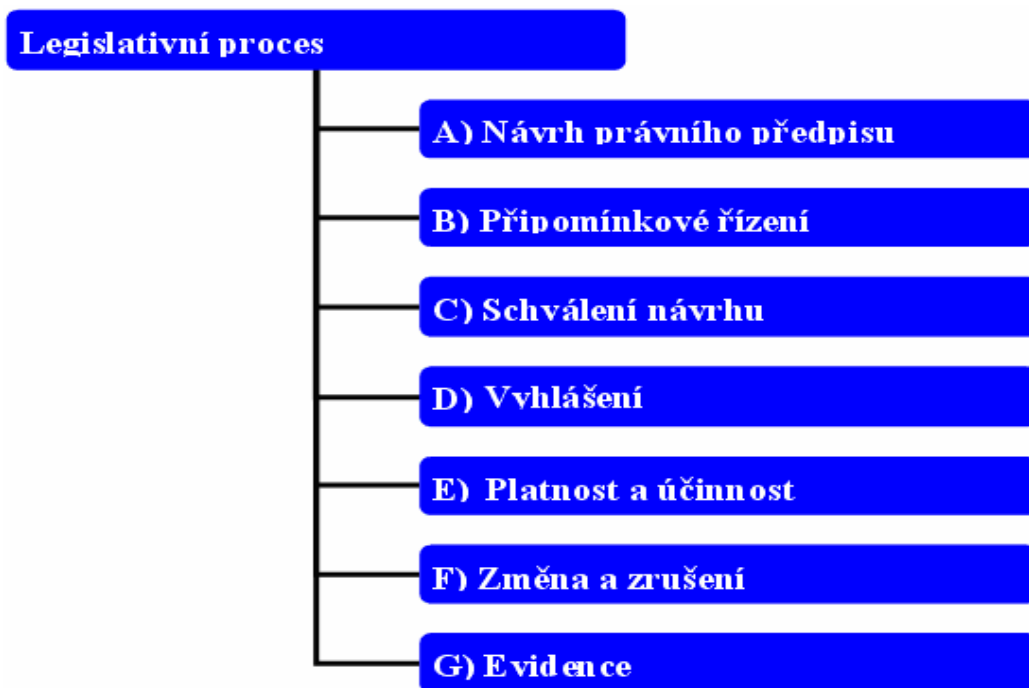 Legislativní proces
A) Návrh právního předpisu
B) Připomínkové řízení
C) Schválení návrhu
D) Vyhlášení
E) Platnost a účinnost
F) Změna a zrušení
G) Evidence